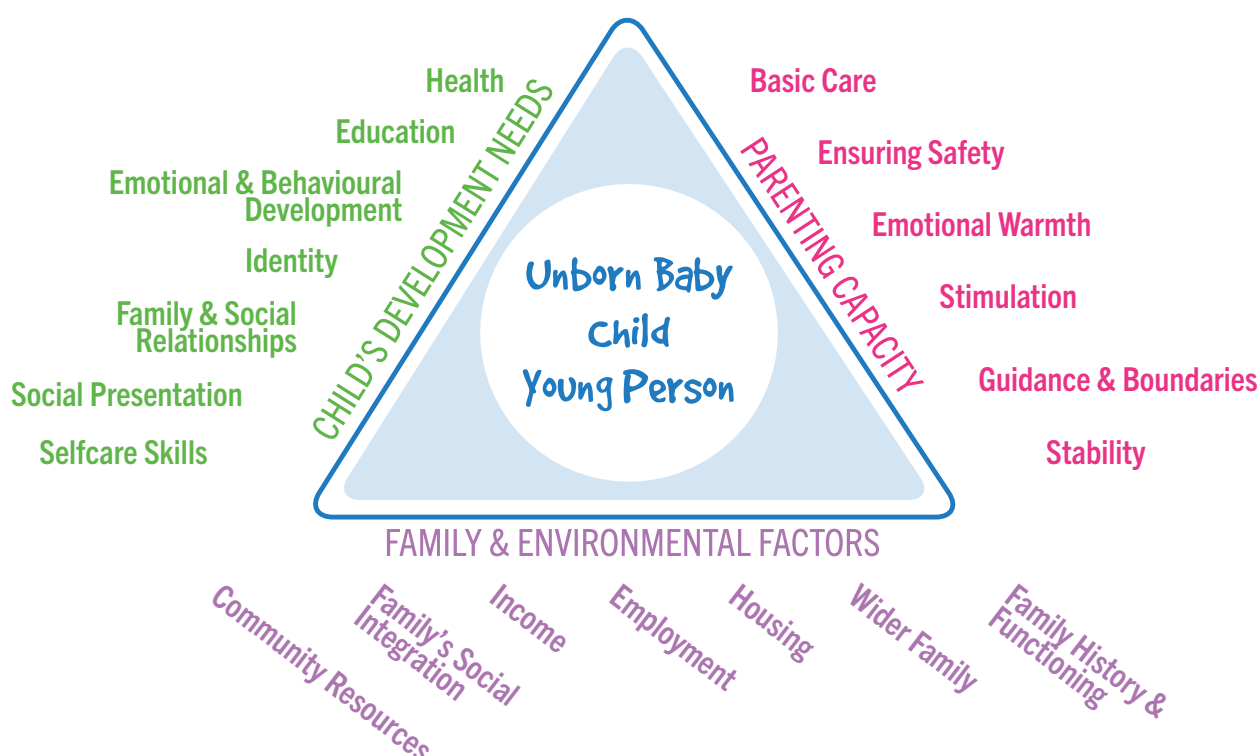 Health
Education
Emotional & Behavioural
Development
Identity
Family & Social
Relationships
Social Presentation
Selfcare Skills
CHILD'S DEVELOPMENT NEEDS
Unborn Baby
Child
Young Person
PARENTING CAPACITY
Basic Care
Ensuring Safety
Emotional Warmth
Stimulation
Guidance & Boundaries
Stability
FAMILY & ENVIRONMENTAL FACTORS
Community Resources
Family's Social
Integration
Income
Employment
Housing
Wider Family
Family History &
Functioning